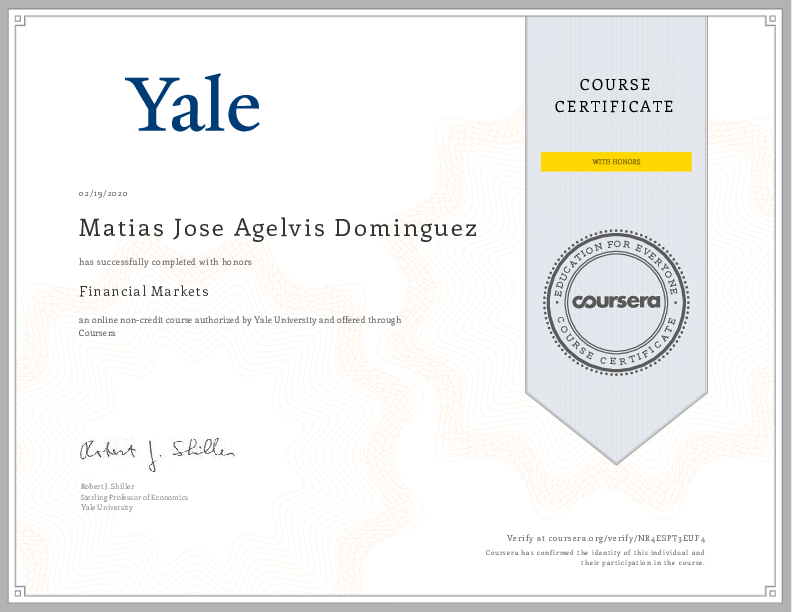 Yale
COURSE
CERTIFICATE
WITH HONORS
02/19/2020
Matias Jose Agelvis Dominguez
has successfully completed with honors
Financial Markets
an online non-credit course authorized by Yale University and offered through
Coursera
EDUCATION FOR EVERYONE
coursera
COURSE CERTIFICATE
Robert J. Shiller
Robert J. Shiller
Sterling Professor of Economics
Yale University
Verify at coursera.org/verify/NR4ESPT3EUF4
Coursera has confirmed the identity of this individual and
their participation in the course.